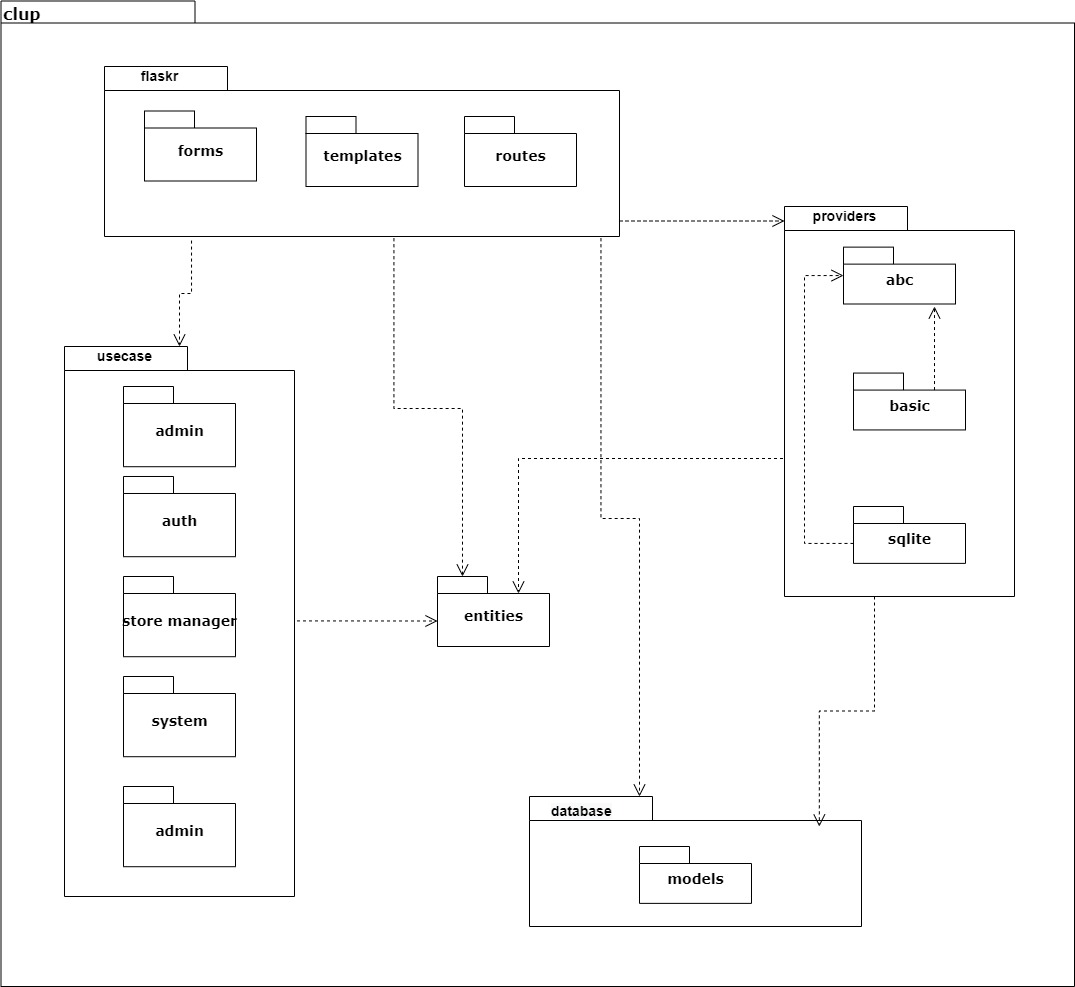 clup
flaskr
forms
templates
routes
providers
abc
basic
sqlite
usecase
admin
auth
store manager
system
admin
entities
database
models